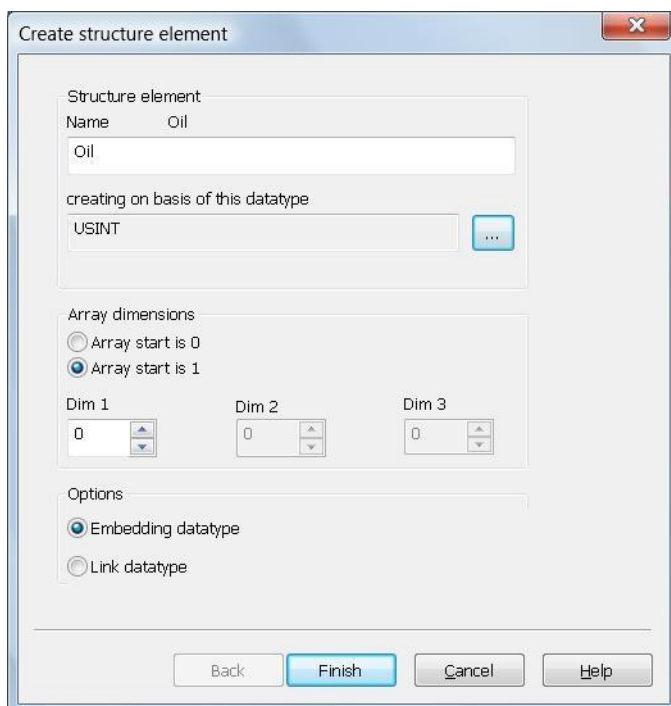 Create structure element
Structure element
Name Oil
Oil
creating on basis of this datatype
USINT
...
Array dimensions
Array start is 0
Array start is 1
Dim 1 Dim 2 Dim 3
0 0 0
Options
Embedding datatype
Link datatype
Back Finish Cancel Help